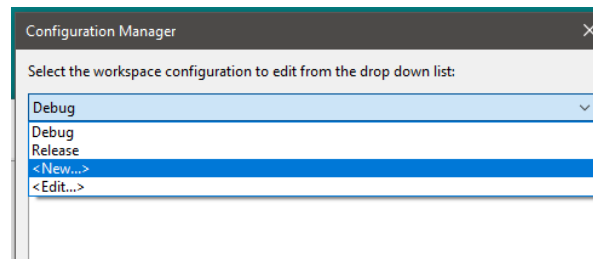 Configuration Manager
Select the workspace configuration to edit from the drop down list:
Debug
Debug
Release
<New...>
<Edit...>